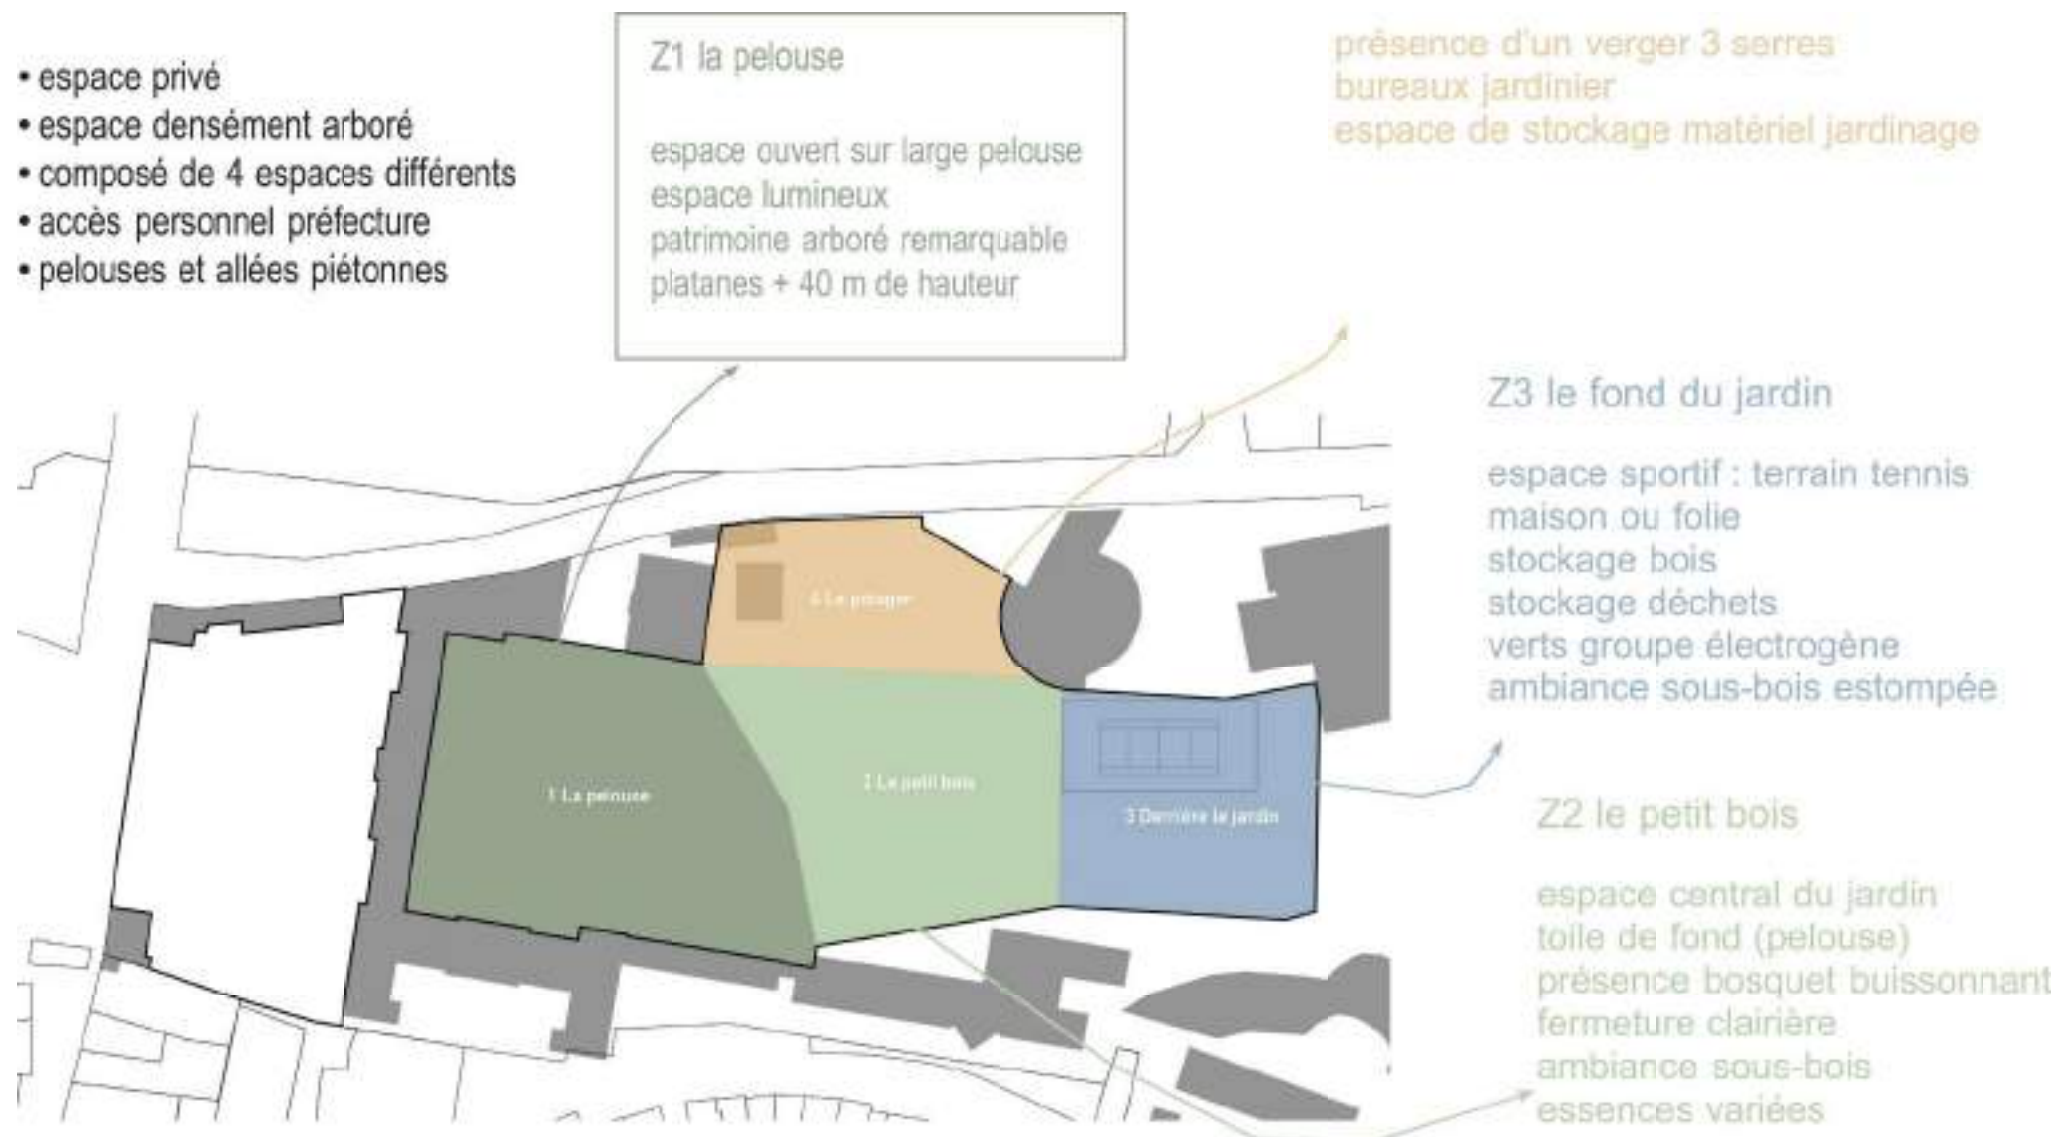 • espace privé
• espace densément arboré
• composé de 4 espaces différents
• accès personnel préfecture
• pelouses et allées piétonnes
Z1 la pelouse
espace ouvert sur large pelouse
espace lumineux
patrimoine arboré remarquable
platanes + 40 m de hauteur
présence d'un verger 3 serres
bureaux jardinier
espace de stockage matériel jardinage
Z3 le fond du jardin
espace sportif : terrain tennis
maison ou folie
stockage bois
stockage déchets
verts groupe électrogène
ambiance sous-bois estompée
4 Le potager
1 La pelouse
2 Le petit bois
3 Derrière le jardin
Z2 le petit bois
espace central du jardin
toile de fond (pelouse)
présence bosquet buissonnant
fermeture clairière
ambiance sous-bois
essences variées